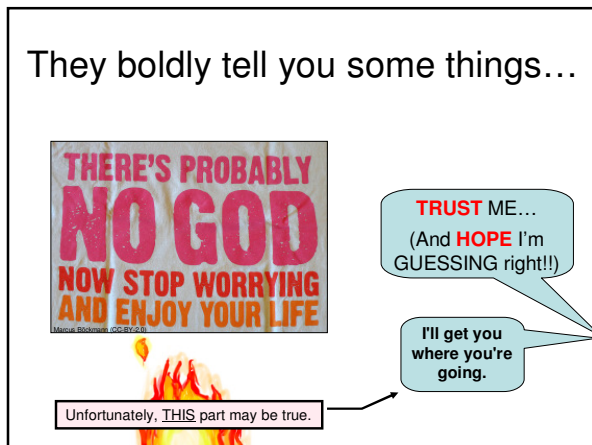 They boldly tell you some things…
THERE'S PROBABLY
NO GOD
NOW STOP WORRYING
AND ENJOY YOUR LIFE
Marcus Böckmann (CC-BY-2.0)
TRUST ME…
(And HOPE I'm
GUESSING right!!)
I'll get you
where you're
going.
Unfortunately, THIS part may be true.